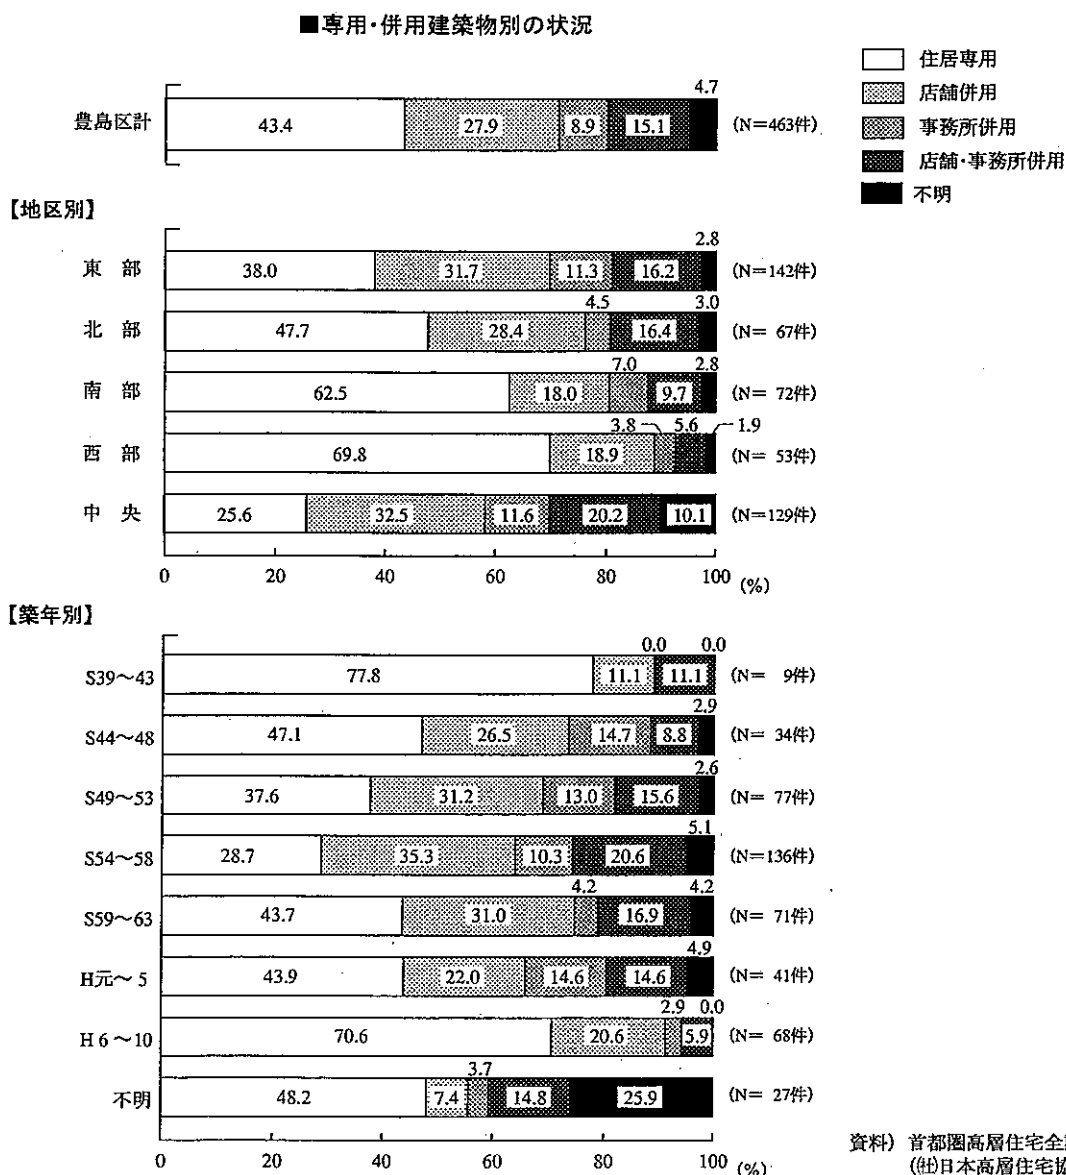 ■専用・併用建築物別の状況
住居専用
店舗併用
事務所併用
店舗・事務所併用
不明
4.7
豊島区計 43.4 27.9 8.9 15.1 (N=463件)
【地区別】
2.8
東 部 38.0 31.7 11.3 16.2 (N=142件)
4.5 3.0
北 部 47.7 28.4 16.4 (N= 67件)
7.0 2.8
南 部 62.5 18.0 9.7 (N= 72件)
3.8 5.6 1.9
西 部 69.8 18.9 (N= 53件)
中 央 25.6 32.5 11.6 20.2 10.1 (N=129件)
0 20 40 60 80 100 (%)
【築年別】
0.0 0.0
S39～43 77.8 11.1 11.1 (N= 9件)
2.9
S44～48 47.1 26.5 14.7 8.8 (N= 34件)
2.6
S49～53 37.6 31.2 13.0 15.6 (N= 77件)
5.1
S54～58 28.7 35.3 10.3 20.6 (N=136件)
4.2 4.2
S59～63 43.7 31.0 16.9 (N= 71件)
4.9
H元～5 43.9 22.0 14.6 14.6 (N= 41件)
2.9 0.0
H6～10 70.6 20.6 5.9 (N= 68件)
3.7
不明 48.2 7.4 14.8 25.9 (N= 27件)
0 20 40 60 80 100 (%)
資料) 首都圏高層住宅全
((社)日本高層住宅協